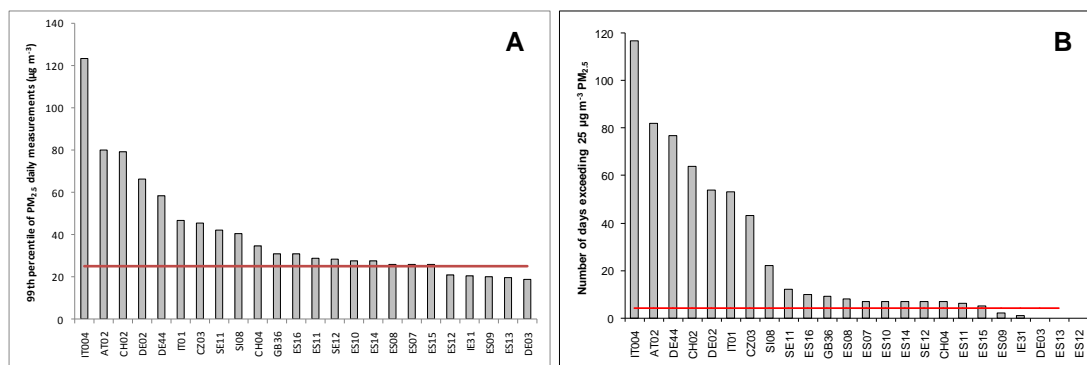 A
99th percentile of PM2.5 daily measurements (µg m-3)
140
120
100
80
60
40
20
0
IT004 AT02 CH02 DE02 DE44 IT01 CZ03 SE11 SI08 CH04 GB36 ES16 ES11 SE12 ES10 ES14 ES08 ES07 ES15 ES12 IE31 ES09 ES13 DE03
B
Number of days exceeding 25 µg m-3 PM2.5
120
100
80
60
40
20
0
IT004 AT02 DE44 CH02 DE02 IT01 CZ03 SI08 SE11 ES16 GB36 ES08 ES07 ES10 ES14 SE12 CH04 ES11 ES15 ES09 IE31 DE03 ES13 ES12